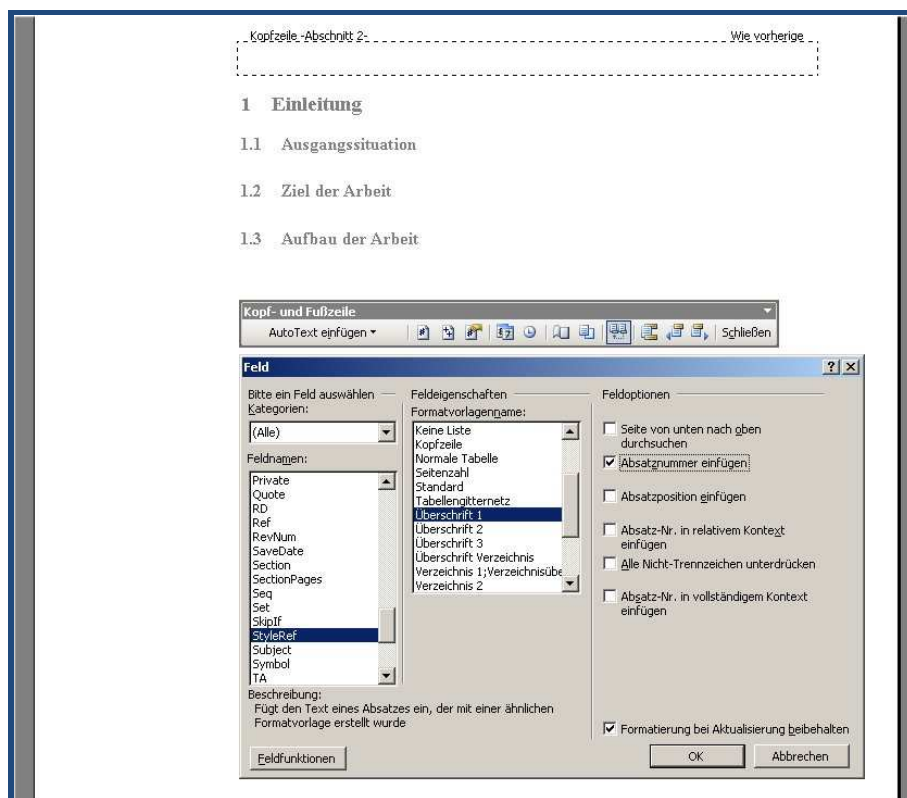 Kopfzeile -Abschnitt 2-
Wie vorherige
1 Einleitung
1.1 Ausgangssituation
1.2 Ziel der Arbeit
1.3 Aufbau der Arbeit
Kopf- und Fußzeile
AutoText einfügen
Schließen
Feld
Bitte ein Feld auswählen
Kategorien:
(Alle)
Feldnamen:
Private
Quote
RD
Ref
RevNum
SaveDate
Section
SectionPages
Seq
Set
SkipIf
StyleRef
Subject
Symbol
TA
Feldeigenschaften
Formatvorlagenname:
Keine Liste
Kopfzeile
Normale Tabelle
Seitenzahl
Standard
Tabellengitternetz
Überschrift 1
Überschrift 2
Überschrift 3
Überschrift Verzeichnis
Verzeichnis 1;Verzeichnisübe
Verzeichnis 2
Feldoptionen
Seite von unten nach oben
durchsuchen
Absatznummer einfügen
Absatzposition einfügen
Absatz-Nr. in relativem Kontext
einfügen
Alle Nicht-Trennzeichen unterdrücken
Absatz-Nr. in vollständigem Kontext
einfügen
Beschreibung:
Fügt den Text eines Absatzes ein, der mit einer ähnlichen
Formatvorlage erstellt wurde
Formatierung bei Aktualisierung beibehalten
Feldfunktionen
OK
Abbrechen